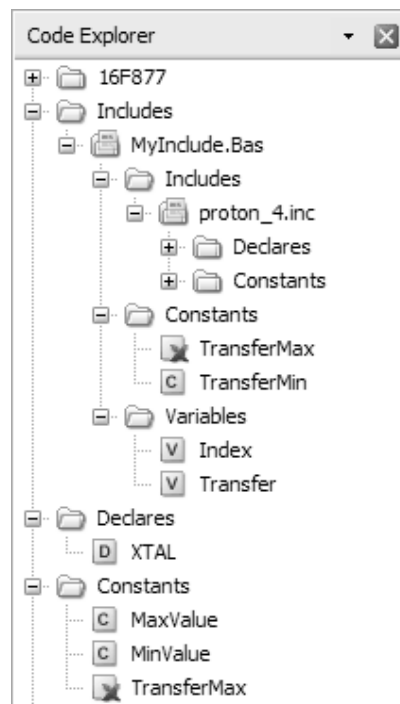 Code Explorer
16F877
Includes
MyInclude.Bas
Includes
proton_4.inc
Declares
Constants
Constants
TransferMax
C TransferMin
Variables
V Index
V Transfer
Declares
D XTAL
Constants
C MaxValue
C MinValue
TransferMax